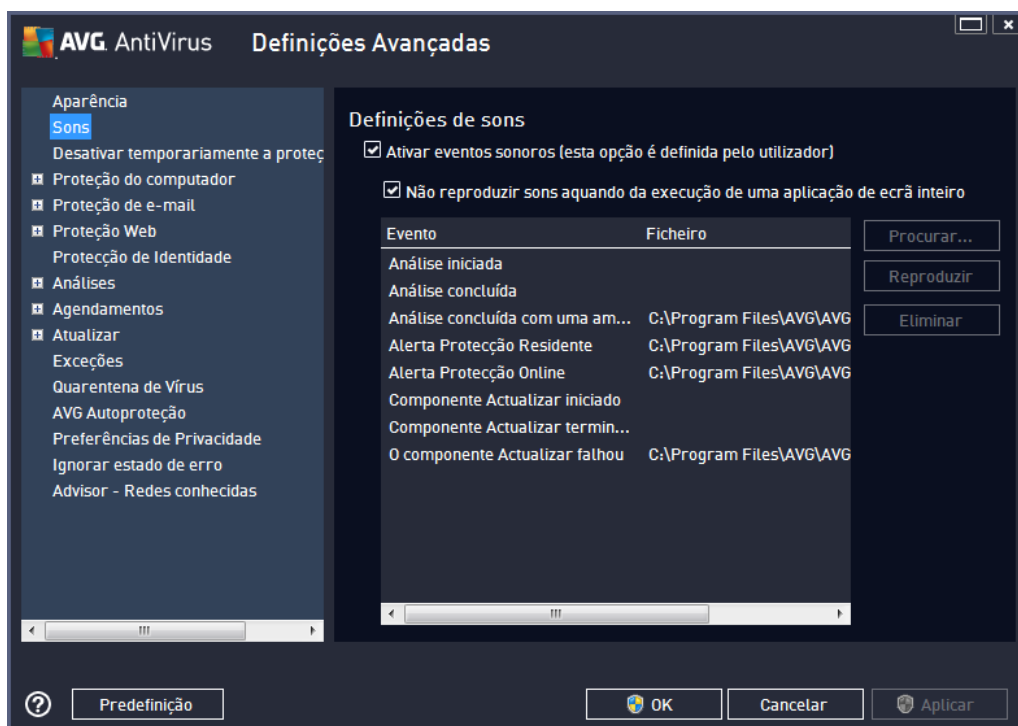 AVG AntiVirus Definições Avançadas
Aparência
Sons
Desativar temporariamente a proteç
Proteção do computador
Proteção de e-mail
Proteção Web
Protecção de Identidade
Análises
Agendamentos
Atualizar
Exceções
Quarentena de Vírus
AVG Autoproteção
Preferências de Privacidade
Ignorar estado de erro
Advisor - Redes conhecidas
Definições de sons
Ativar eventos sonoros (esta opção é definida pelo utilizador)
Não reproduzir sons aquando da execução de uma aplicação de ecrã inteiro
Evento Ficheiro
Análise iniciada
Análise concluída
Análise concluída com uma am... C:\Program Files\AVG\AVG
Alerta Protecção Residente C:\Program Files\AVG\AVG
Alerta Protecção Online C:\Program Files\AVG\AVG
Componente Actualizar iniciado
Componente Actualizar termin...
O componente Actualizar falhou C:\Program Files\AVG\AVG
Procurar...
Reproduzir
Eliminar
Predefinição
OK
Cancelar
Aplicar